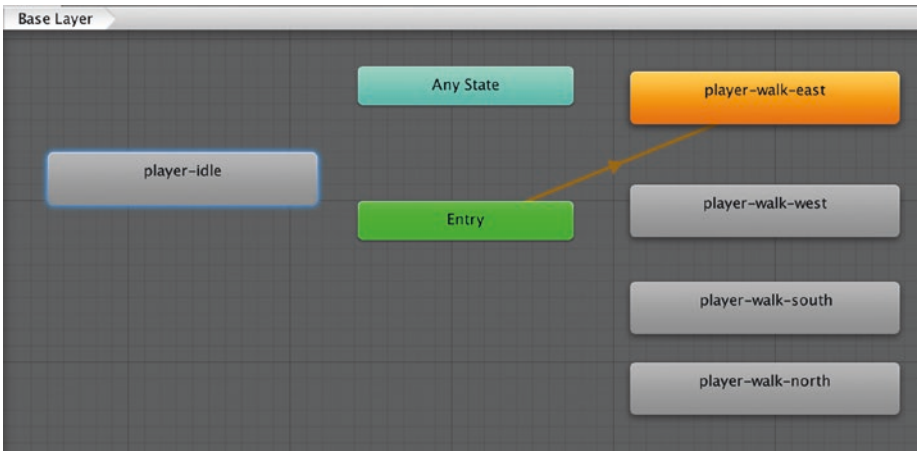 Base Layer
Any State
player-walk-east
player-idle
player-walk-west
Entry
player-walk-south
player-walk-north